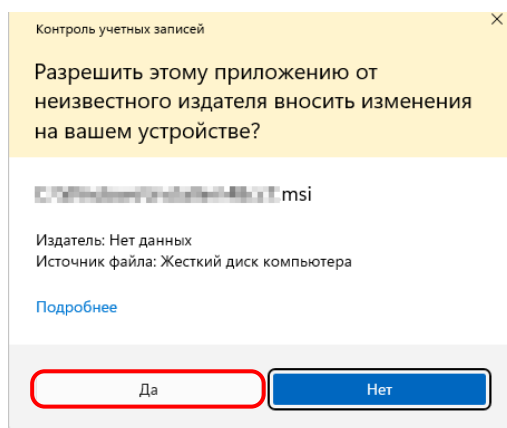 Контроль учетных записей
Разрешить этому приложению от
неизвестного издателя вносить изменения
на вашем устройстве?
msi
Издатель: Нет данных
Источник файла: Жесткий диск компьютера
Подробнее
Да
Нет